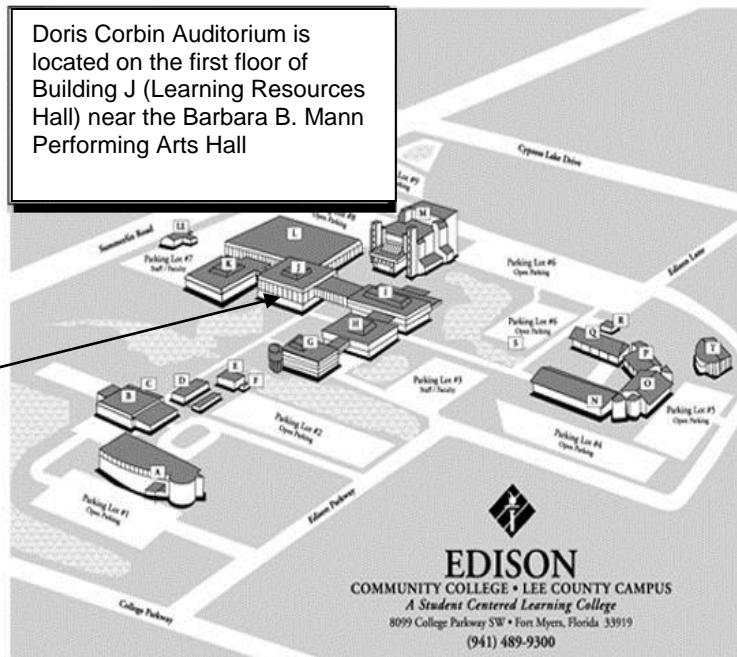 Doris Corbin Auditorium is
located on the first floor of
Building J (Learning Resources
Hall) near the Barbara B. Mann
Performing Arts Hall
Cypress Lake Drive
Open Parking
M
L
Summerlin Road
Parking Lot #7
Staff / Faculty
K
J
I
Parking Lot #6
Open Parking
Edison Lane
H
G
Parking Lot #6
Open Parking
S
R
Q
P
T
O
N
E
F
D
C
B
Parking Lot #3
Staff / Faculty
Parking Lot #2
Open Parking
Parking Lot #5
Open Parking
Parking Lot #4
Open Parking
A
Parking Lot #1
Open Parking
Edison Parkway
College Parkway
EDISON
COMMUNITY COLLEGE • LEE COUNTY CAMPUS
A Student Centered Learning College
8099 College Parkway SW • Fort Myers, Florida 33919
(941) 489-9300